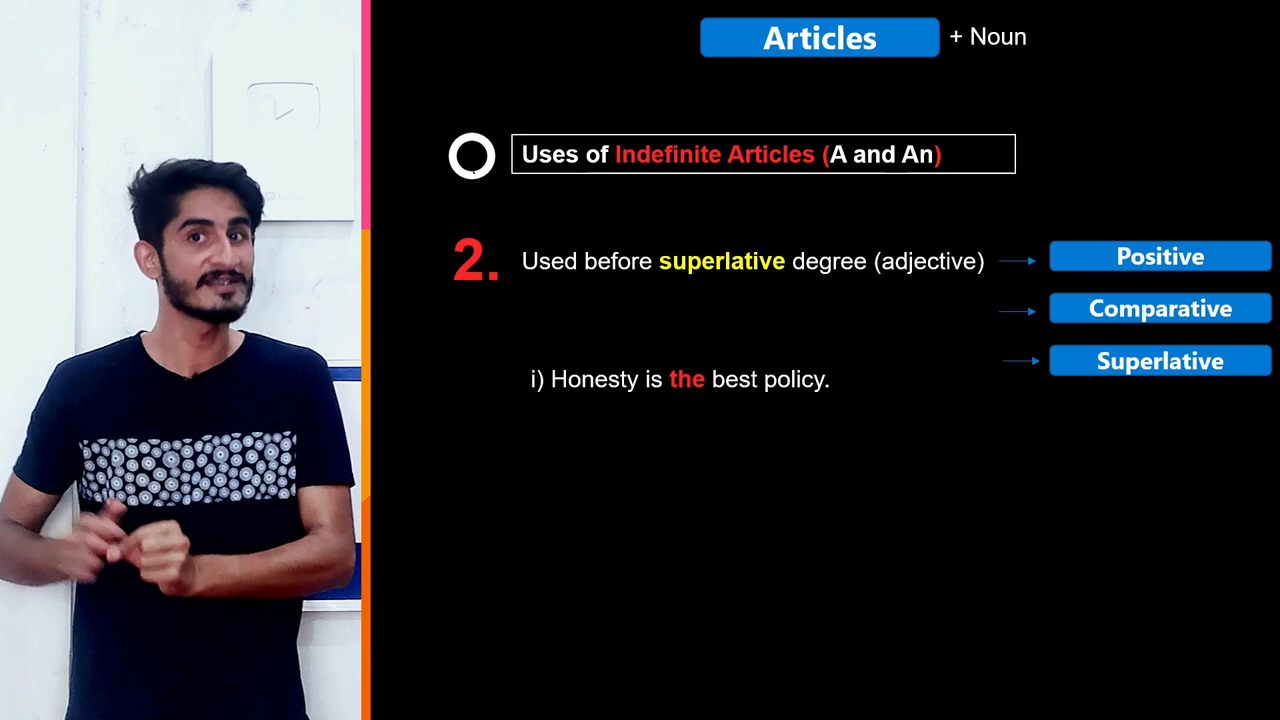 Articles + Noun
Uses of Indefinite Articles (A and An)
2. Used before superlative degree (adjective)
Positive
Comparative
Superlative
i) Honesty is the best policy.